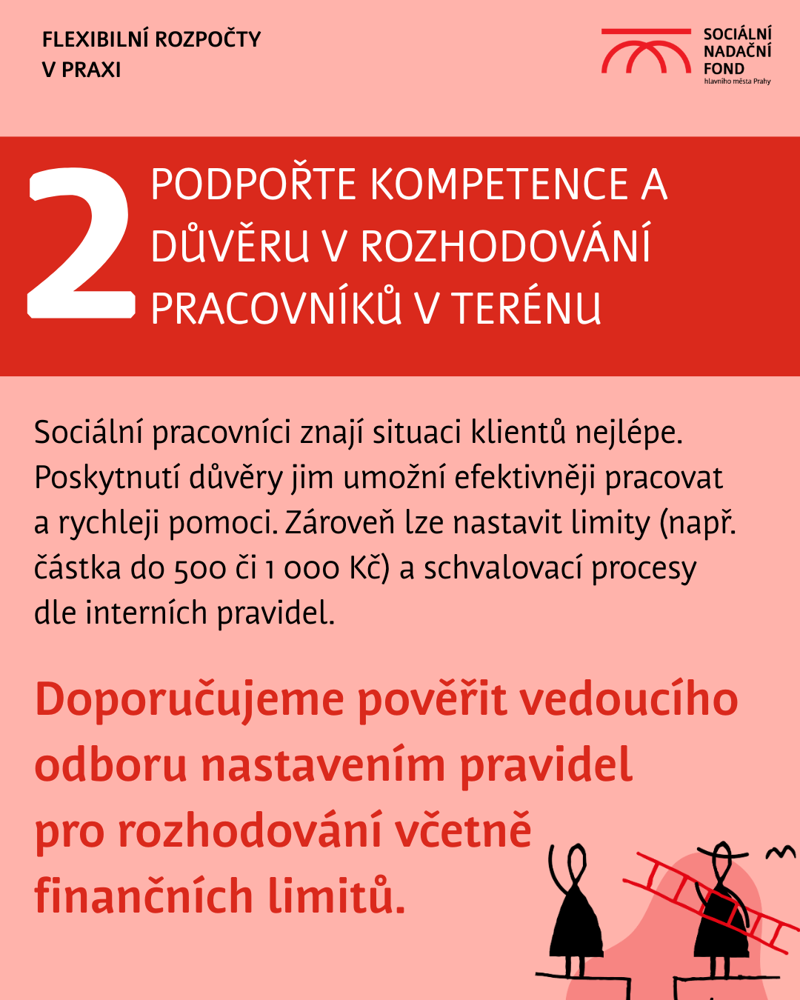 FLEXIBILNÍ ROZPOČTY
V PRAXI
SOCIÁLNÍ
NADAČNÍ
FOND
hlavního města Prahy
2
PODPOŘTE KOMPETENCE A
DŮVĚRU V ROZHODOVÁNÍ
PRACOVNÍKŮ V TERÉNU
Sociální pracovníci znají situaci klientů nejlépe.
Poskytnutí důvěry jim umožní efektivněji pracovat
a rychleji pomoci. Zároveň lze nastavit limity (např.
částka do 500 či 1 000 Kč) a schvalovací procesy
dle interních pravidel.
Doporučujeme pověřit vedoucího
odboru nastavením pravidel
pro rozhodování včetně
finančních limitů.